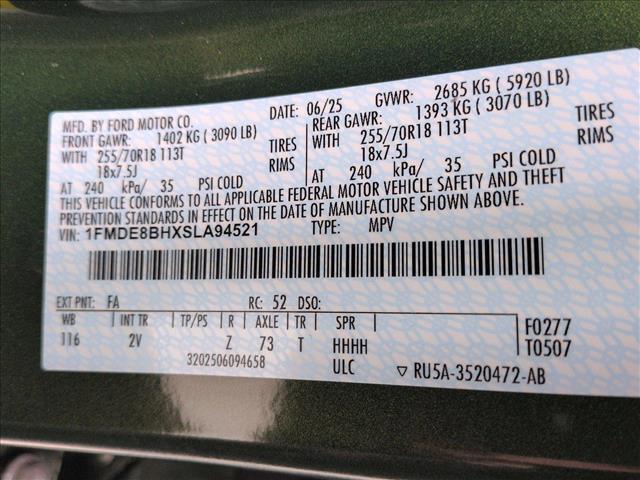 MFD. BY FORD MOTOR CO.
DATE: 06/25 GVWR: 2685 KG ( 5920 LB)
FRONT GAWR: 1402 KG ( 3090 LB) REAR GAWR: 1393 KG ( 3070 LB)
WITH 255/70R18 113T TIRES 255/70R18 113T TIRES
18x7.5J RIMS WITH 18x7.5J RIMS
AT 240 kPa/ 35 PSI COLD AT 240 kPa/ 35 PSI COLD
THIS VEHICLE CONFORMS TO ALL APPLICABLE FEDERAL MOTOR VEHICLE SAFETY AND THEFT
PREVENTION STANDARDS IN EFFECT ON THE DATE OF MANUFACTURE SHOWN ABOVE.
VIN: 1FMDE8BHXSLA94521 TYPE: MPV
EXT PNT: FA RC: 52 DSO:
WB INT TR TP/PS R AXLE TR SPR F0277
116 2V Z 73 T HHHH T0507
3202506094658 ULC ▽ RU5A-3520472-AB